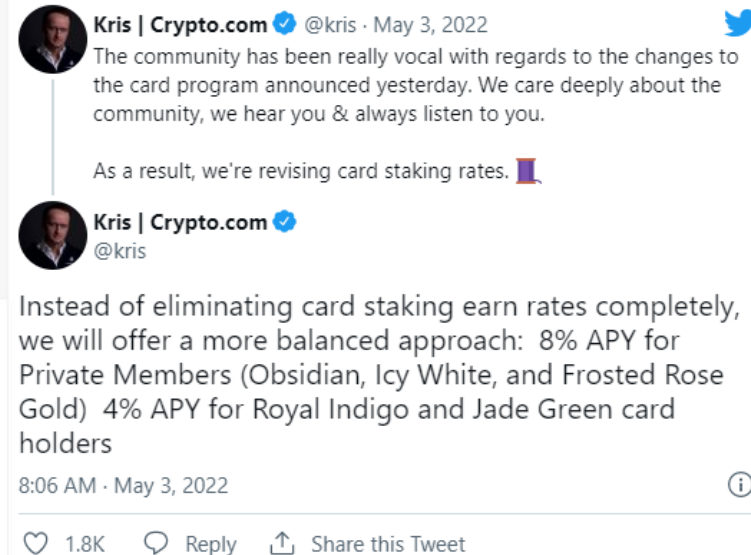 Kris | Crypto.com @kris · May 3, 2022
The community has been really vocal with regards to the changes to
the card program announced yesterday. We care deeply about the
community, we hear you & always listen to you.
As a result, we're revising card staking rates. 🧵
Kris | Crypto.com
@kris
Instead of eliminating card staking earn rates completely,
we will offer a more balanced approach:  8% APY for
Private Members (Obsidian, Icy White, and Frosted Rose
Gold)  4% APY for Royal Indigo and Jade Green card
holders
8:06 AM · May 3, 2022
1.8K Reply Share this Tweet